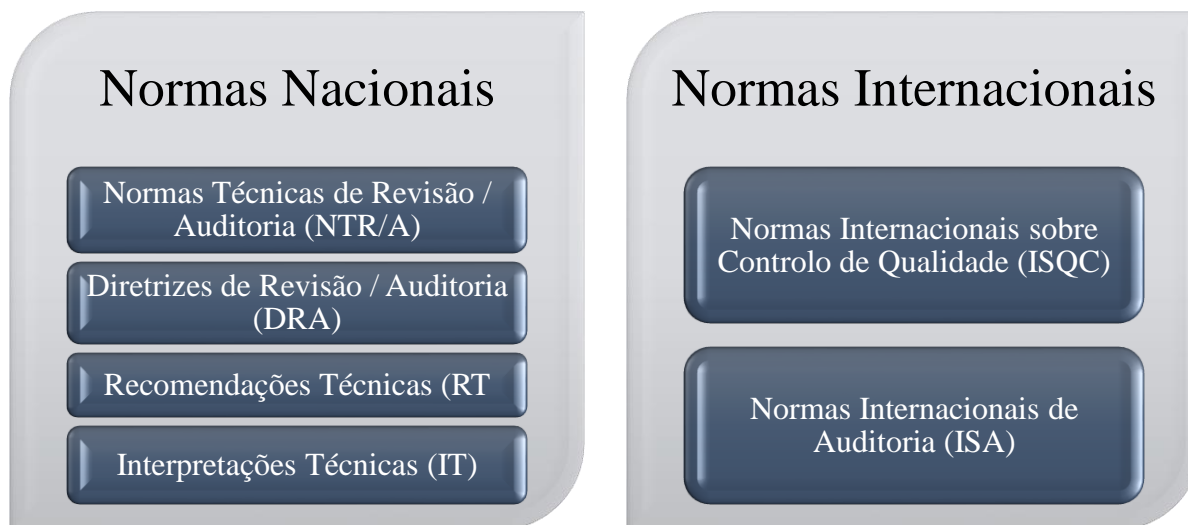 Normas Nacionais
Normas Técnicas de Revisão /
Auditoria (NTR/A)
Diretrizes de Revisão / Auditoria
(DRA)
Recomendações Técnicas (RT
Interpretações Técnicas (IT)
Normas Internacionais
Normas Internacionais sobre
Controlo de Qualidade (ISQC)
Normas Internacionais de
Auditoria (ISA)